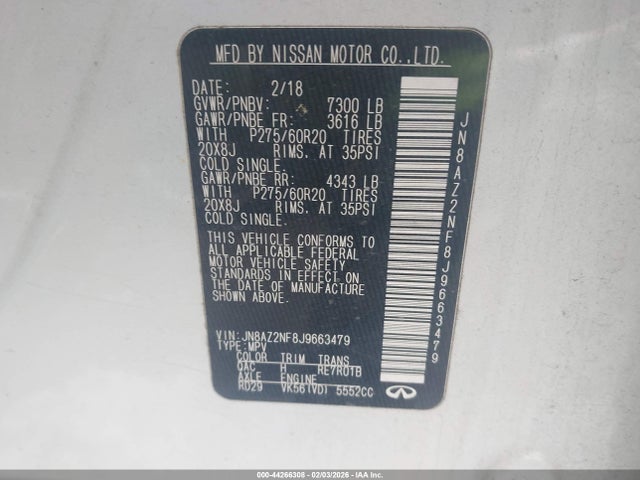 MFD BY NISSAN MOTOR CO.,LTD.
DATE: 2/18
GVWR/PNBV: 7300 LB
GAWR/PNBE FR: 3616 LB
WITH P275/60R20 TIRES
20X8J RIMS. AT 35PSI
COLD SINGLE.
GAWR/PNBE RR: 4343 LB
WITH P275/60R20 TIRES
20X8J RIMS. AT 35PSI
COLD SINGLE.
THIS VEHICLE CONFORMS TO
ALL APPLICABLE FEDERAL
MOTOR VEHICLE SAFETY
STANDARDS IN EFFECT ON
THE DATE OF MANUFACTURE
SHOWN ABOVE.
VIN: JN8AZ2NF8J9663479
TYPE: MPV
COLOR TRIM TRANS
QAC H RE7R01B
AXLE ENGINE
RD29 VK56(VD) 5552CC
JN8AZ2NF8J9663479
000-44266308 - 02/03/2026 - IAAI.COM